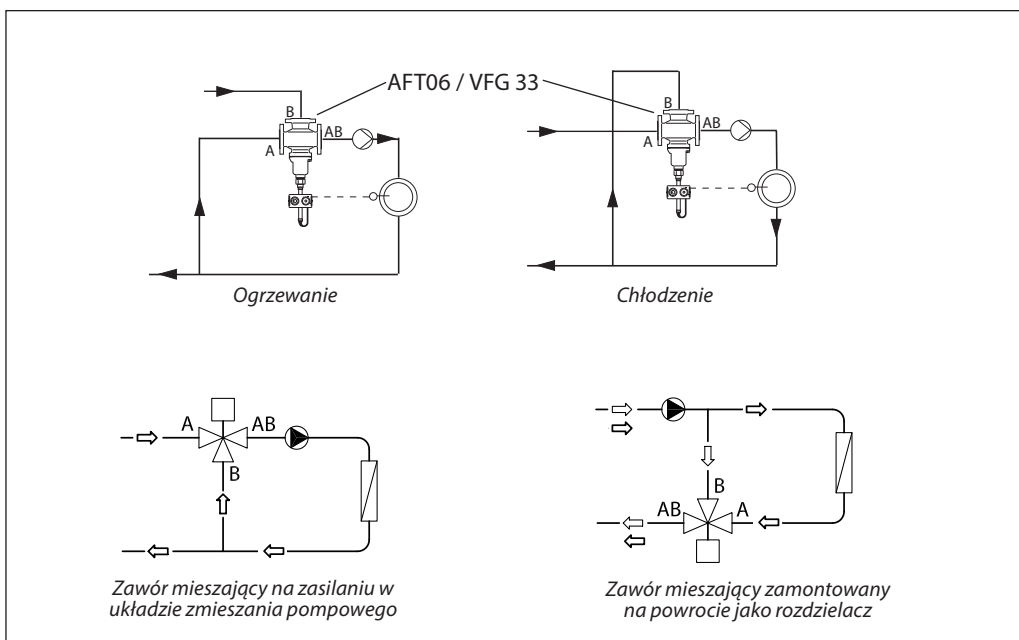 AFT06 / VFG 33
B
A
AB
Ogrzewanie
B
A
AB
Chłodzenie
A
AB
B
Zawór mieszający na zasilaniu w
układzie zmieszania pompowego
B
AB
A
Zawór mieszający zamontowany
na powrocie jako rozdzielacz